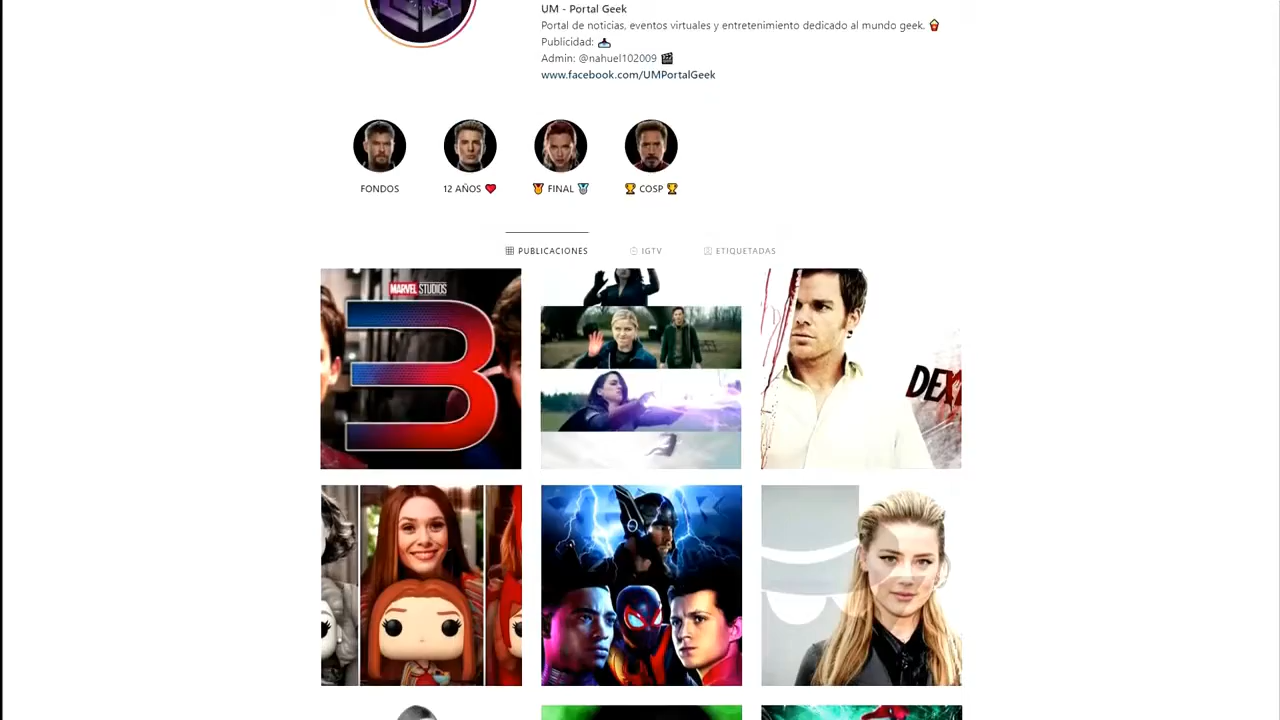 UM - Portal Geek
Portal de noticias, eventos virtuales y entretenimiento dedicado al mundo geek.
Publicidad:
Admin: @nahuel102009
www.facebook.com/UMPortalGeek
FONDOS
12 AÑOS
FINAL
COSP
PUBLICACIONES
IGTV
ETIQUETADAS
MARVEL STUDIOS
3